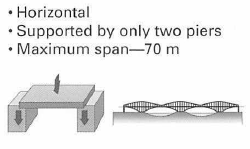 • Horizontal
• Supported by only two piers
• Maximum span—70 m